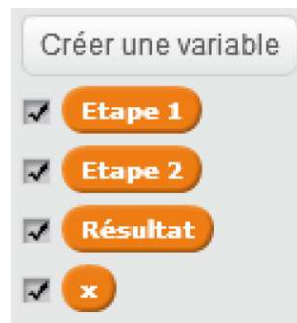 Créer une variable
Etape 1
Etape 2
Résultat
x